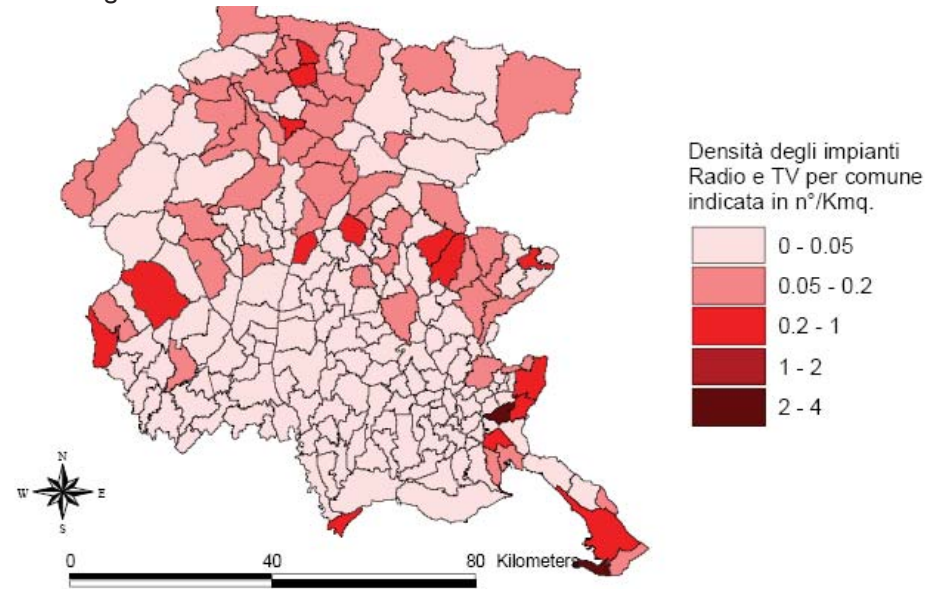 Densità degli impianti
Radio e TV per comune
indicata in n°/Kmq.
0 - 0.05
0.05 - 0.2
0.2 - 1
1 - 2
2 - 4
N
W E
S
0 40 80 Kilometers